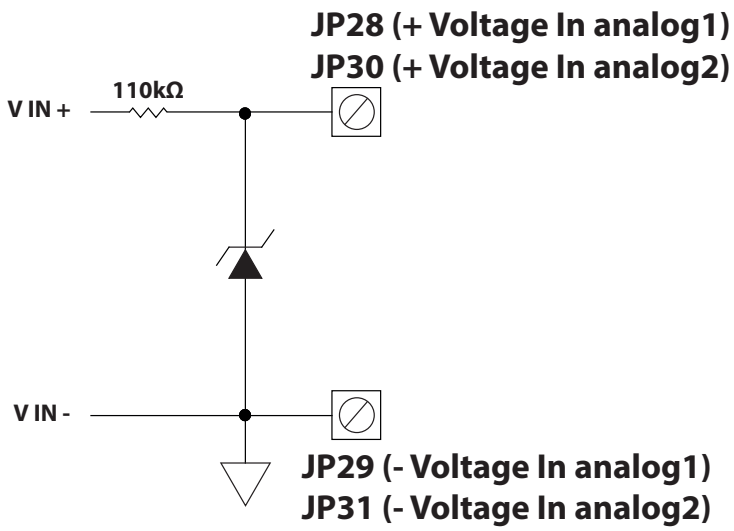 JP28 (+ Voltage In analog1)
JP30 (+ Voltage In analog2)
110kΩ
V IN +
V IN -
JP29 (- Voltage In analog1)
JP31 (- Voltage In analog2)